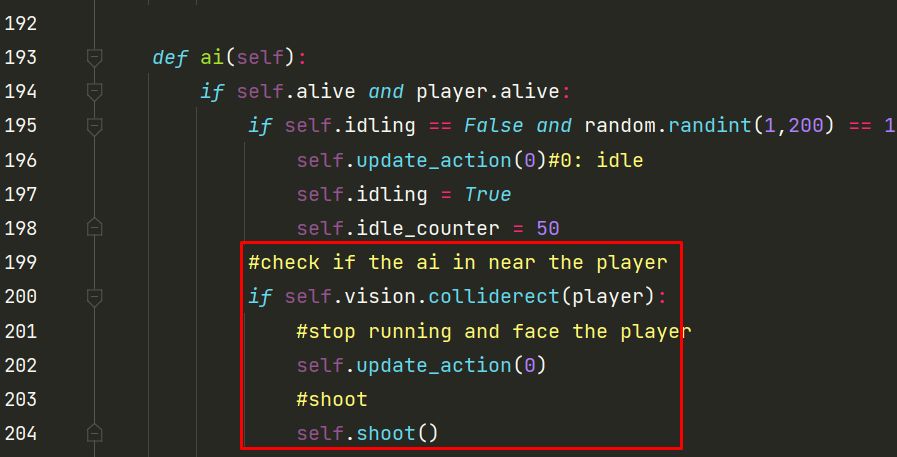 192
193 def ai(self):
194 if self.alive and player.alive:
195 if self.idling == False and random.randint(1,200) == 1
196 self.update_action(0)#0: idle
197 self.idling = True
198 self.idle_counter = 50
199 #check if the ai in near the player
200 if self.vision.colliderect(player):
201 #stop running and face the player
202 self.update_action(0)
203 #shoot
204 self.shoot()